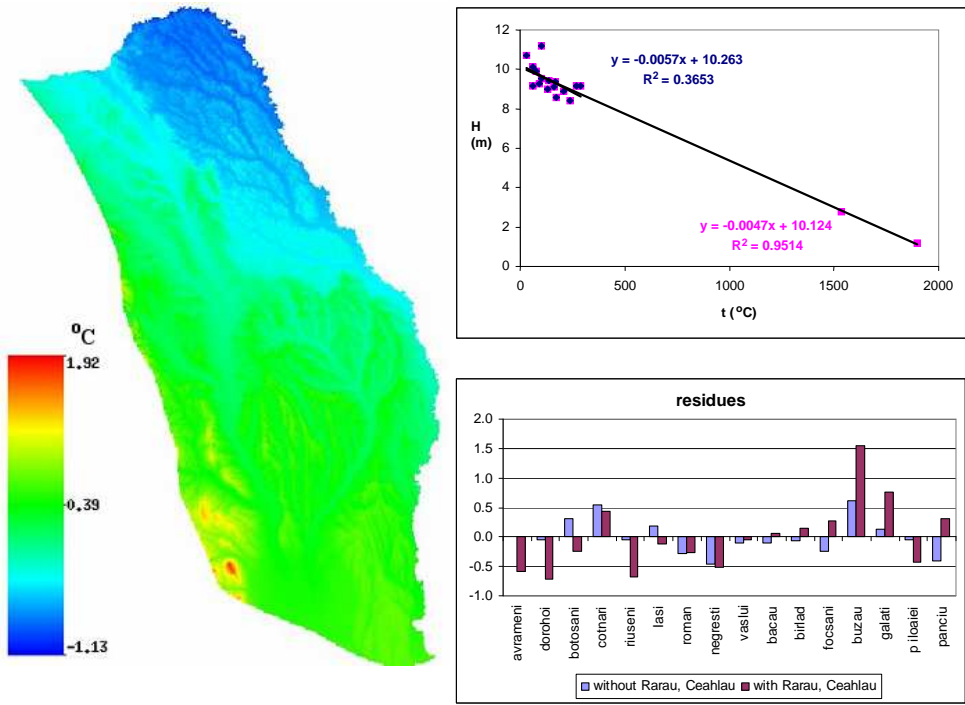 °C
1.92
0.39
-1.13
12
10
8
6
4
2
0
H
(m)
y = -0.0057x + 10.263
R² = 0.3653
y = -0.0047x + 10.124
R² = 0.9514
0 500 1000 1500 2000
t (°C)
residues
2.0
1.5
1.0
0.5
0.0
-0.5
-1.0
avrameni
dorohoi
botosani
cotnari
riuseni
Iasi
roman
negresti
vaslui
bacau
birlad
focsani
buzau
galati
p iloaiei
panciu
without Rarau, Ceahlau with Rarau, Ceahlau